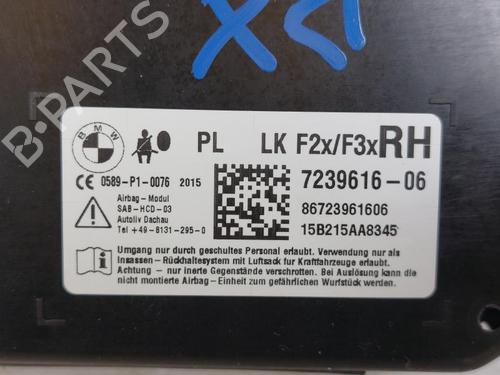 B-PARTS
BMW
PL LK F2x/F3x RH
0589-P1-0076 2015
7239616-06
Airbag-Modul
SAB-HCD-03
Autoliv Dachau
Tel +49-8131-295-0
86723961606
15B215AA8345
Umgang nur durch geschultes Personal erlaubt. Verwendung nur als
Insassen - Rückhaltesystem mit Luftsack für Kraftfahrzeuge erlaubt.
Achtung - nur inerte Gegenstände verschrotten. Bei Auslösung kann die
nicht montierte Airbag-Einheit zum gefährlichen Wurfstück werden.